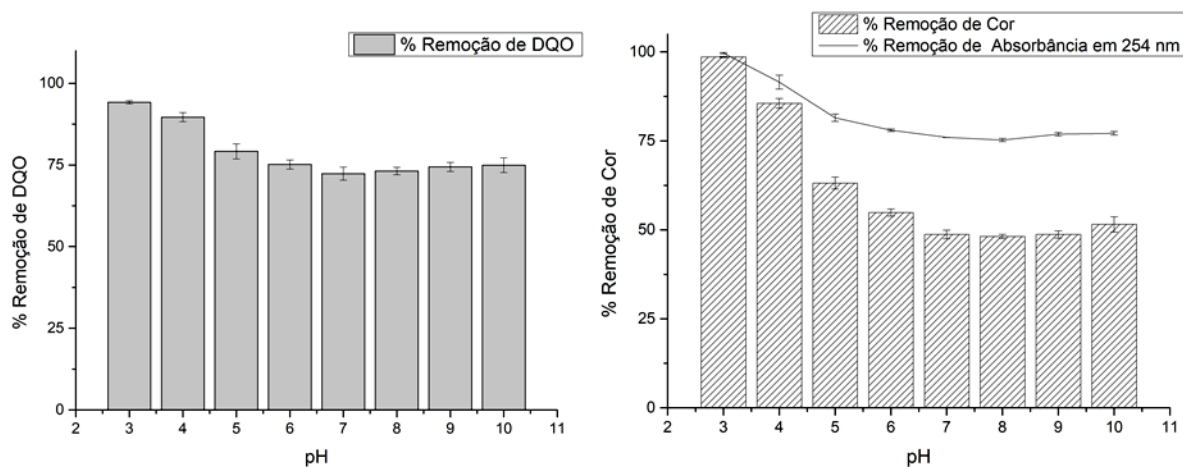 % Remoção de DQO
100
75
50
25
0
% Remoção de DQO
2 3 4 5 6 7 8 9 10 11
pH
% Remoção de Cor
% Remoção de Absorbância em 254 nm
100
75
50
25
0
% Remoção de Cor
2 3 4 5 6 7 8 9 10 11
pH